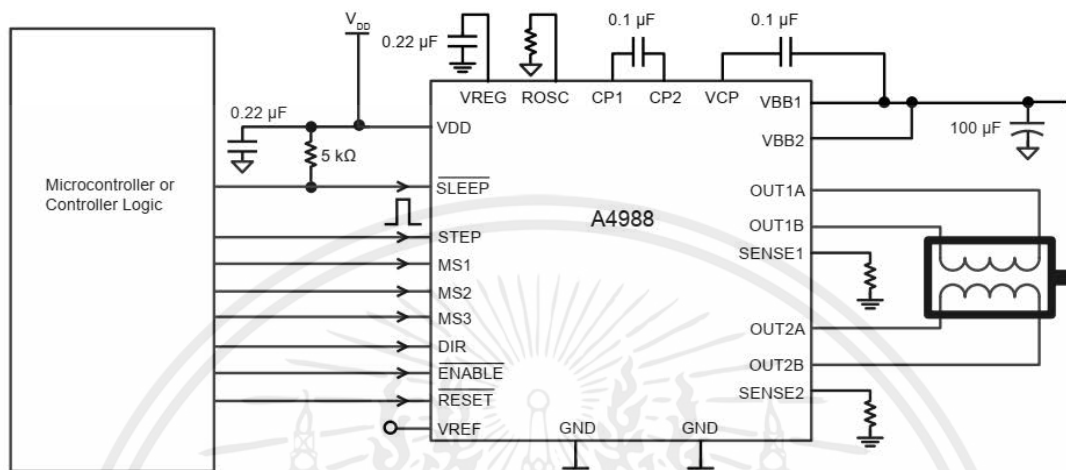 V_DD
0.22 µF
0.1 µF
0.1 µF
VREG
ROSC
CP1
CP2
VCP
VBB1
0.22 µF
VDD
VBB2
100 µF
5 kΩ
Microcontroller or
Controller Logic
SLEEP
OUT1A
A4988
OUT1B
STEP
SENSE1
MS1
MS2
MS3
OUT2A
DIR
OUT2B
ENABLE
RESET
SENSE2
VREF
GND
GND